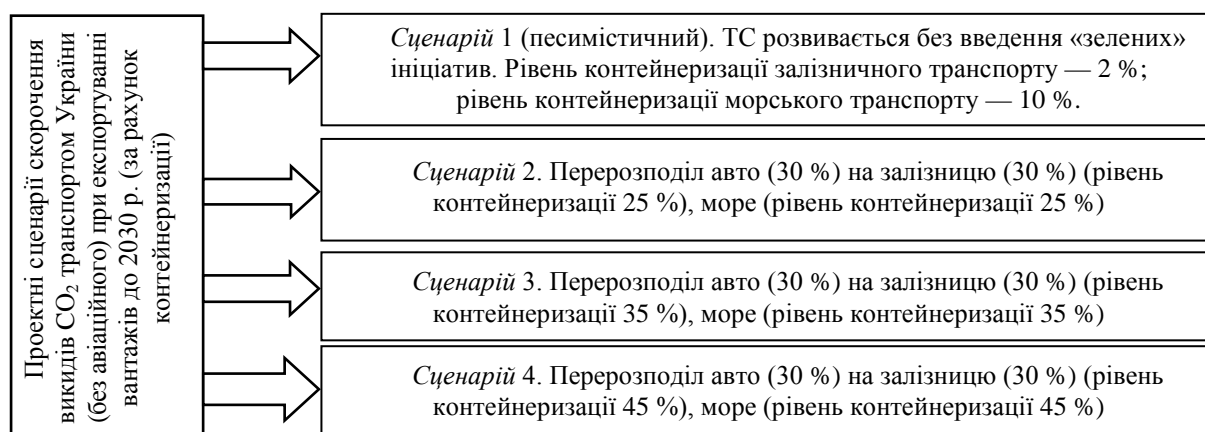 Проектні сценарії скорочення
викидів CO₂ транспортом України
(без авіаційного) при експортуванні
вантажів до 2030 р. (за рахунок
контейнеризації)
Сценарій 1 (песимістичний). ТС розвивається без введення «зелених»
ініціатив. Рівень контейнеризації залізничного транспорту — 2 %;
рівень контейнеризації морського транспорту — 10 %.
Сценарій 2. Перерозподіл авто (30 %) на залізницю (30 %) (рівень
контейнеризації 25 %), море (рівень контейнеризації 25 %)
Сценарій 3. Перерозподіл авто (30 %) на залізницю (30 %) (рівень
контейнеризації 35 %), море (рівень контейнеризації 35 %)
Сценарій 4. Перерозподіл авто (30 %) на залізницю (30 %) (рівень
контейнеризації 45 %), море (рівень контейнеризації 45 %)